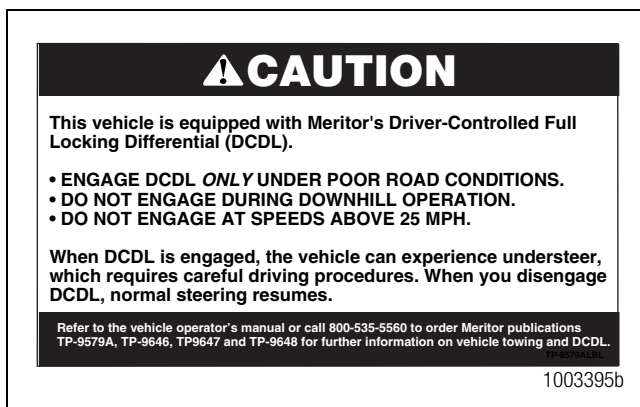 ⚠CAUTION
This vehicle is equipped with Meritor's Driver-Controlled Full
Locking Differential (DCDL).
• ENGAGE DCDL ONLY UNDER POOR ROAD CONDITIONS.
• DO NOT ENGAGE DURING DOWNHILL OPERATION.
• DO NOT ENGAGE AT SPEEDS ABOVE 25 MPH.
When DCDL is engaged, the vehicle can experience understeer,
which requires careful driving procedures. When you disengage
DCDL, normal steering resumes.
Refer to the vehicle operator's manual or call 800-535-5560 to order Meritor publications
TP-9579A, TP-9646, TP9647 and TP-9648 for further information on vehicle towing and DCDL.
TP-9579ALBL
1003395b